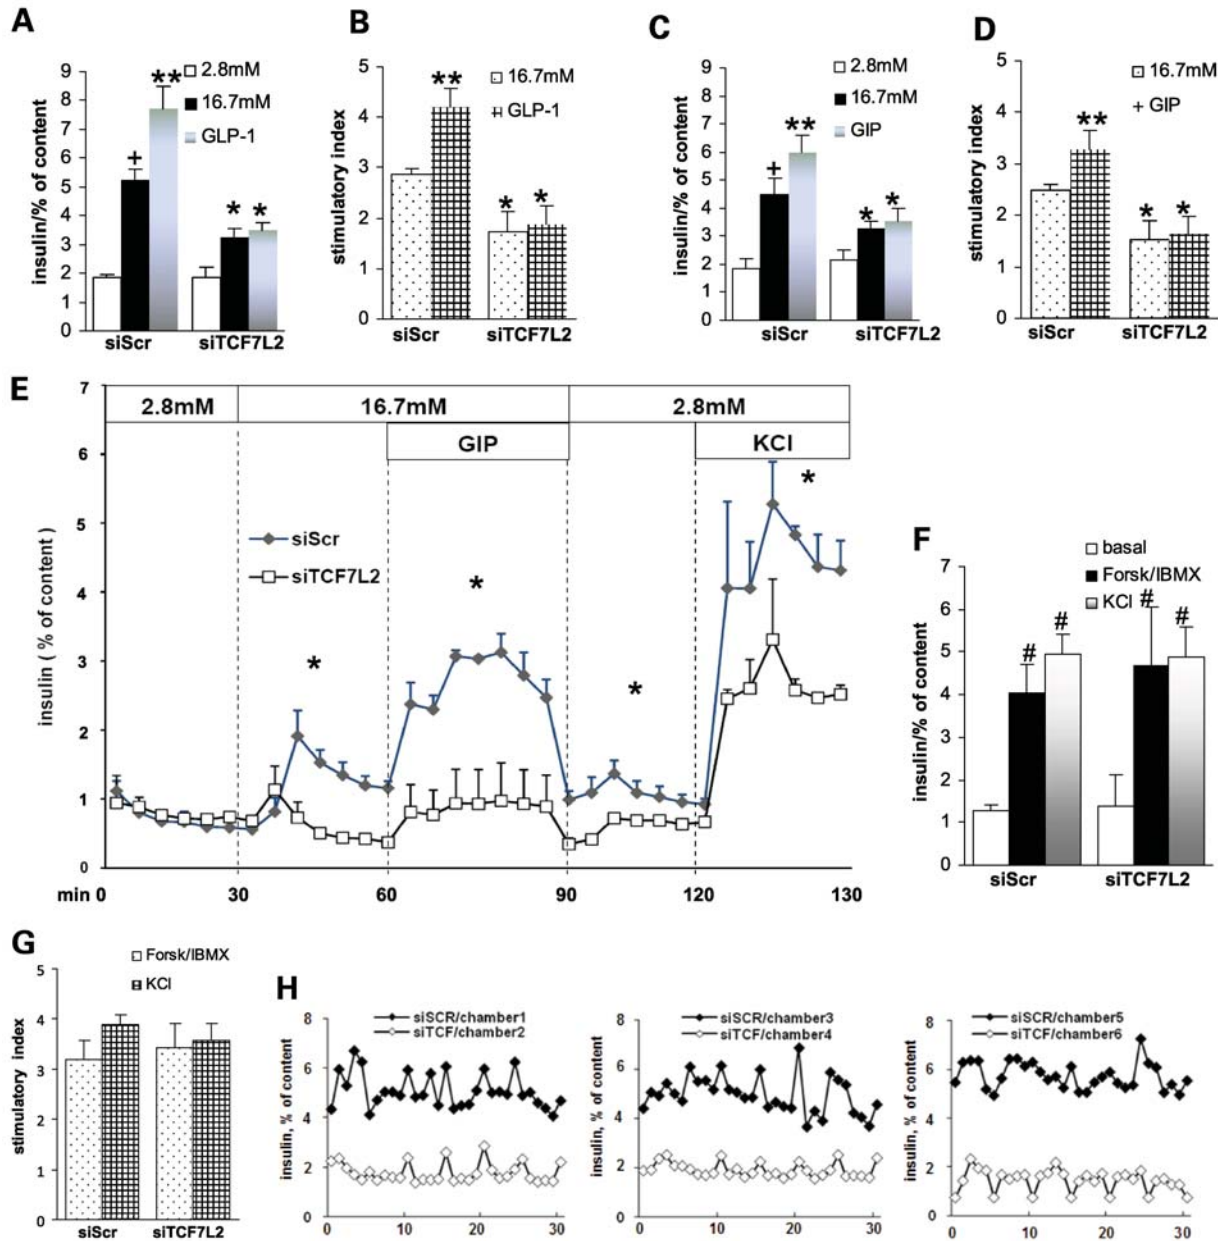 A
insulin/% of content
9
8
7
6
5
4
3
2
1
0
**
+
*
*
2.8mM
16.7mM
GLP-1
siScr siTCF7L2
B
stimulatory index
5
4
3
2
1
0
**
*
*
16.7mM
GLP-1
siScr siTCF7L2
C
insulin/% of content
9
8
7
6
5
4
3
2
1
0
**
+
*
*
2.8mM
16.7mM
GIP
siScr siTCF7L2
D
stimulatory index
5
4
3
2
1
0
**
*
*
16.7mM
GIP
siScr siTCF7L2
E
insulin ( % of content )
7
6
5
4
3
2
1
0
2.8mM 16.7mM 2.8mM
GIP KCl
siScr
siTCF7L2
*
*
*
*
min 0 30 60 90 120 130
F
insulin/% of content
7
6
5
4
3
2
1
0
basal
Forsk/IBMX
KCl
#
#
#
#
siScr siTCF7L2
G
stimulatory index
5
4
3
2
1
0
Forsk/IBMX
KCl
siScr siTCF7L2
H
insulin, % of content
8
6
4
2
0
siSCR/chamber1
siTCF/chamber2
0 10 20 30
insulin, % of content
8
6
4
2
0
siSCR/chamber3
siTCF/chamber4
0 10 20 30
insulin, % of content
8
6
4
2
0
siSCR/chamber5
siTCF/chamber6
0 10 20 30